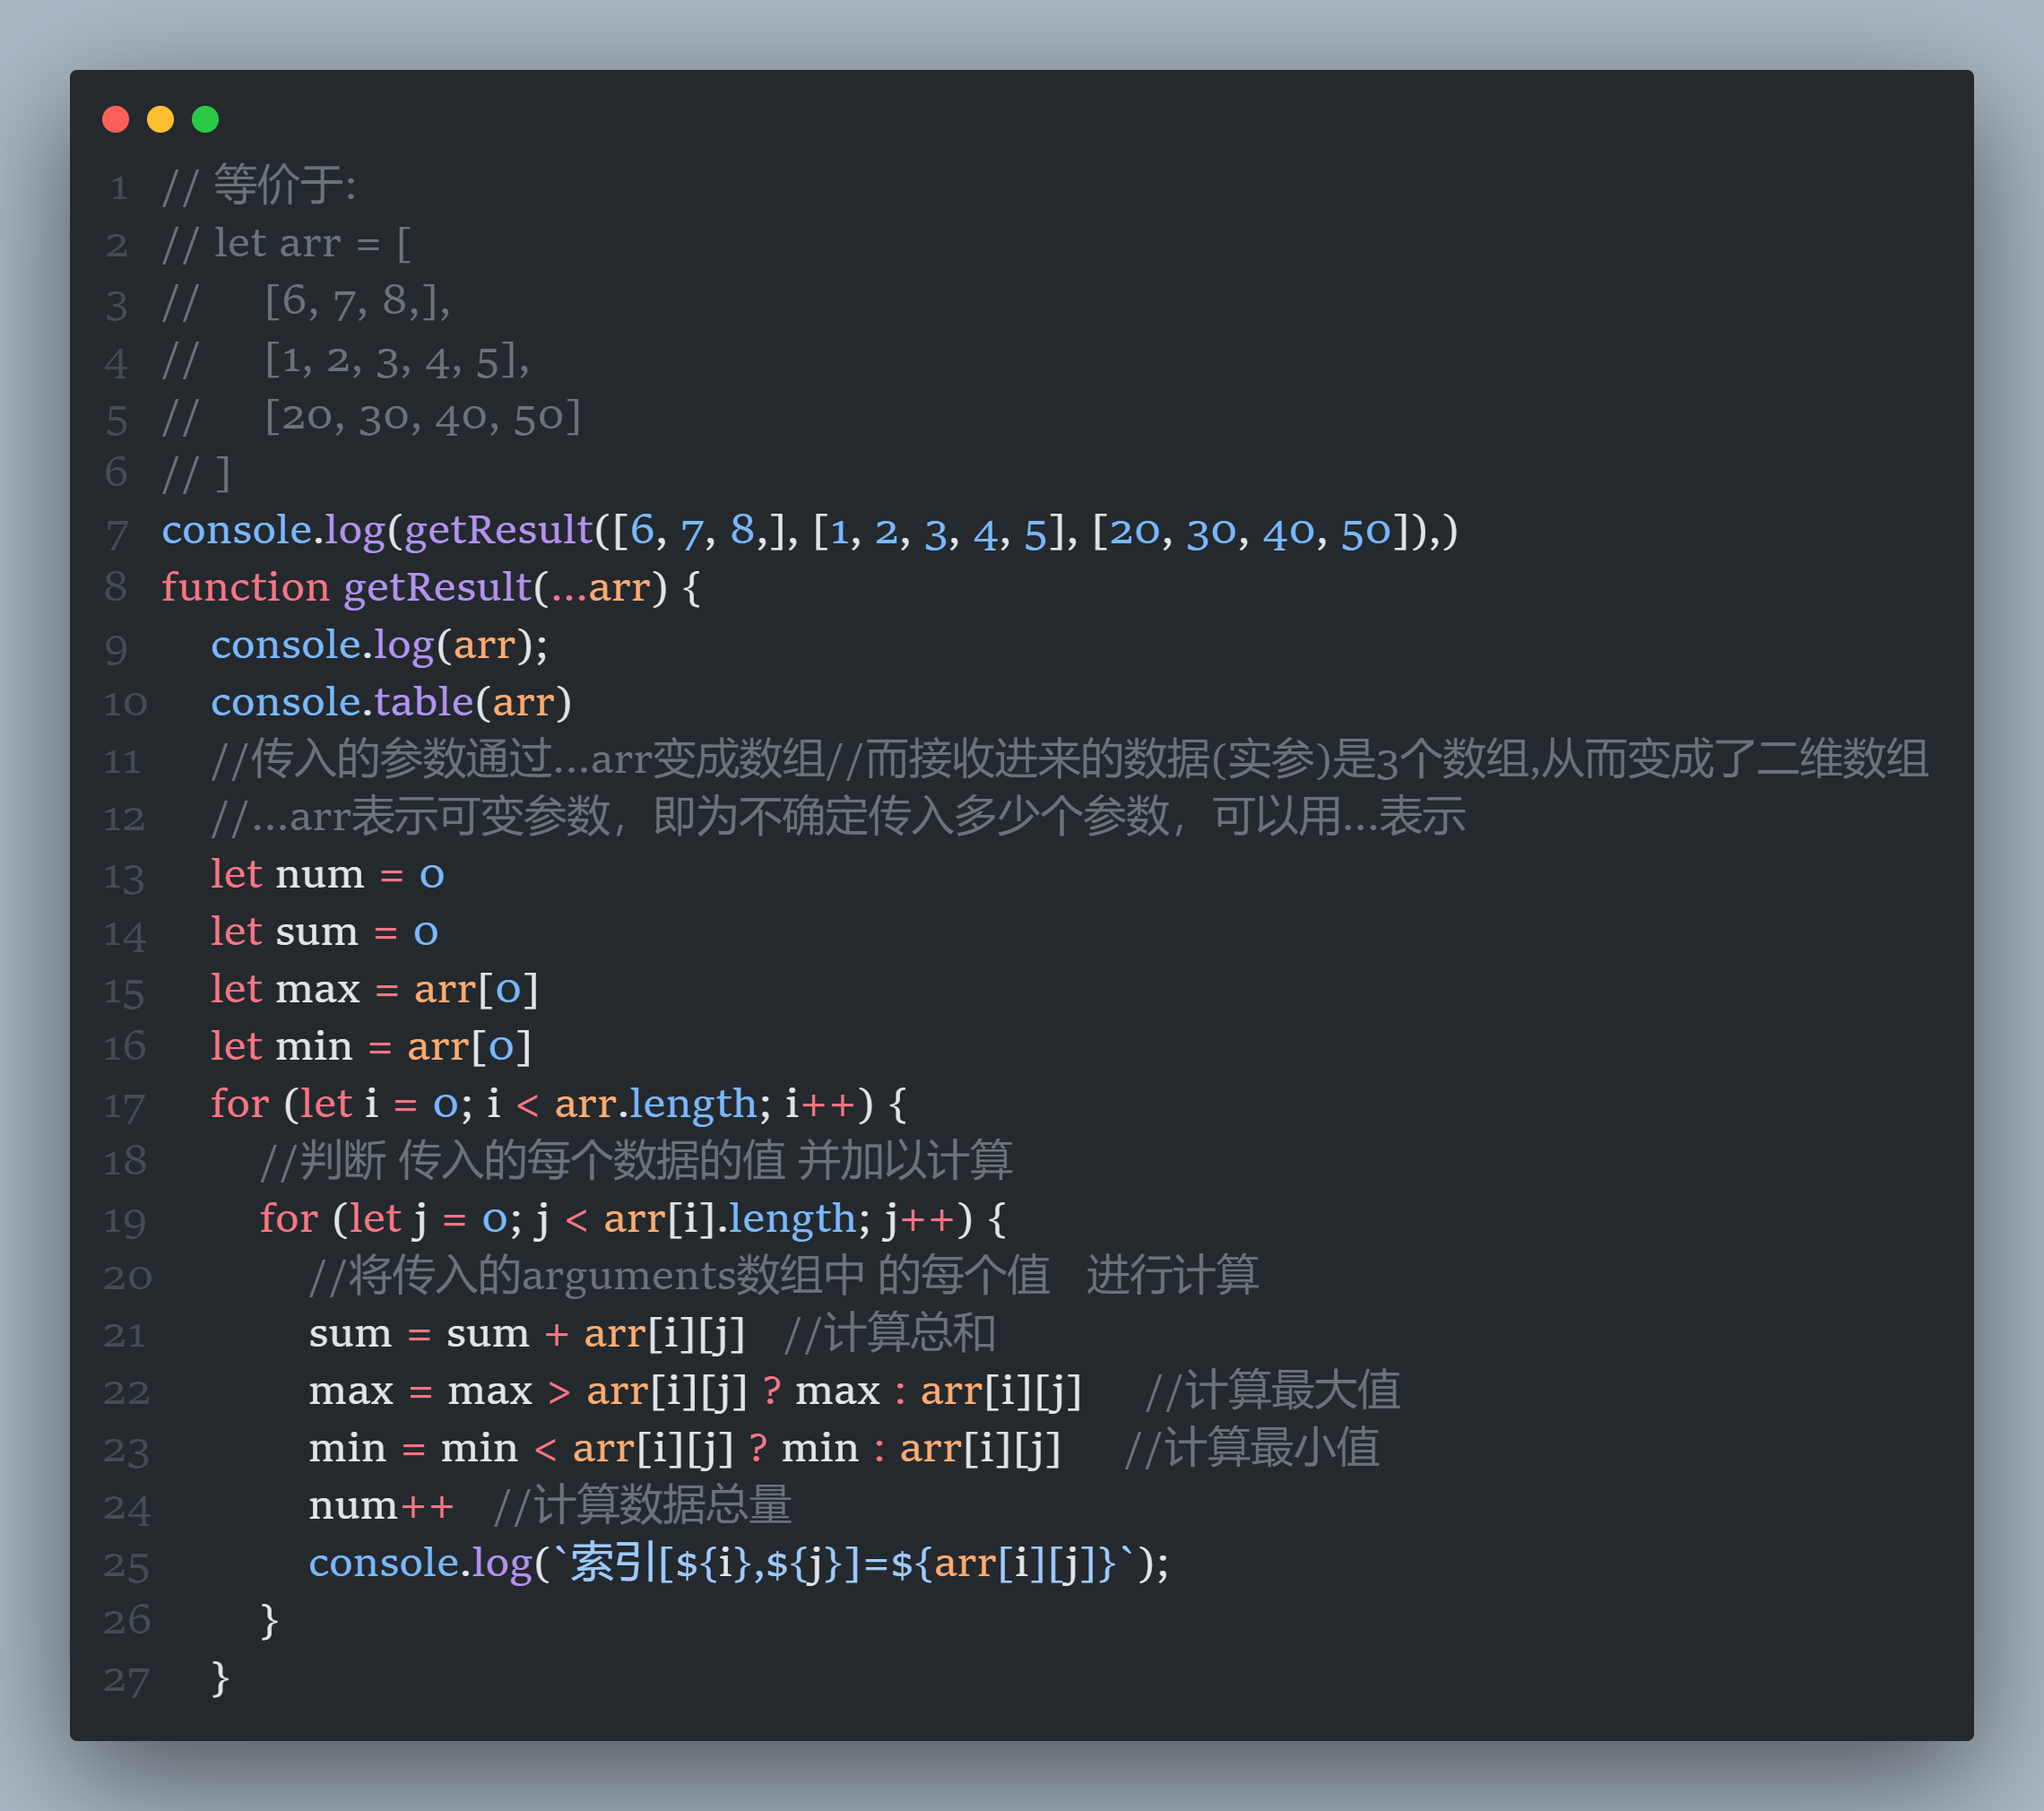 1 // 等价于:
2 // let arr = [
3 //     [6, 7, 8,],
4 //     [1, 2, 3, 4, 5],
5 //     [20, 30, 40, 50]
6 // ]
7 console.log(getResult([6, 7, 8,], [1, 2, 3, 4, 5], [20, 30, 40, 50]),)
8 function getResult(...arr) {
9     console.log(arr);
10     console.table(arr)
11     //传入的参数通过...arr变成数组//而接收进来的数据(实参)是3个数组,从而变成了二维数组
12     //...arr表示可变参数，即为不确定传入多少个参数，可以用...表示
13     let num = 0
14     let sum = 0
15     let max = arr[0]
16     let min = arr[0]
17     for (let i = 0; i < arr.length; i++) {
18         //判断 传入的每个数据的值 并加以计算
19         for (let j = 0; j < arr[i].length; j++) {
20             //将传入的arguments数组中 的每个值   进行计算
21             sum = sum + arr[i][j]   //计算总和
22             max = max > arr[i][j] ? max : arr[i][j]     //计算最大值
23             min = min < arr[i][j] ? min : arr[i][j]     //计算最小值
24             num++   //计算数据总量
25             console.log(`索引[${i},${j}]=${arr[i][j]}`);
26         }
27     }